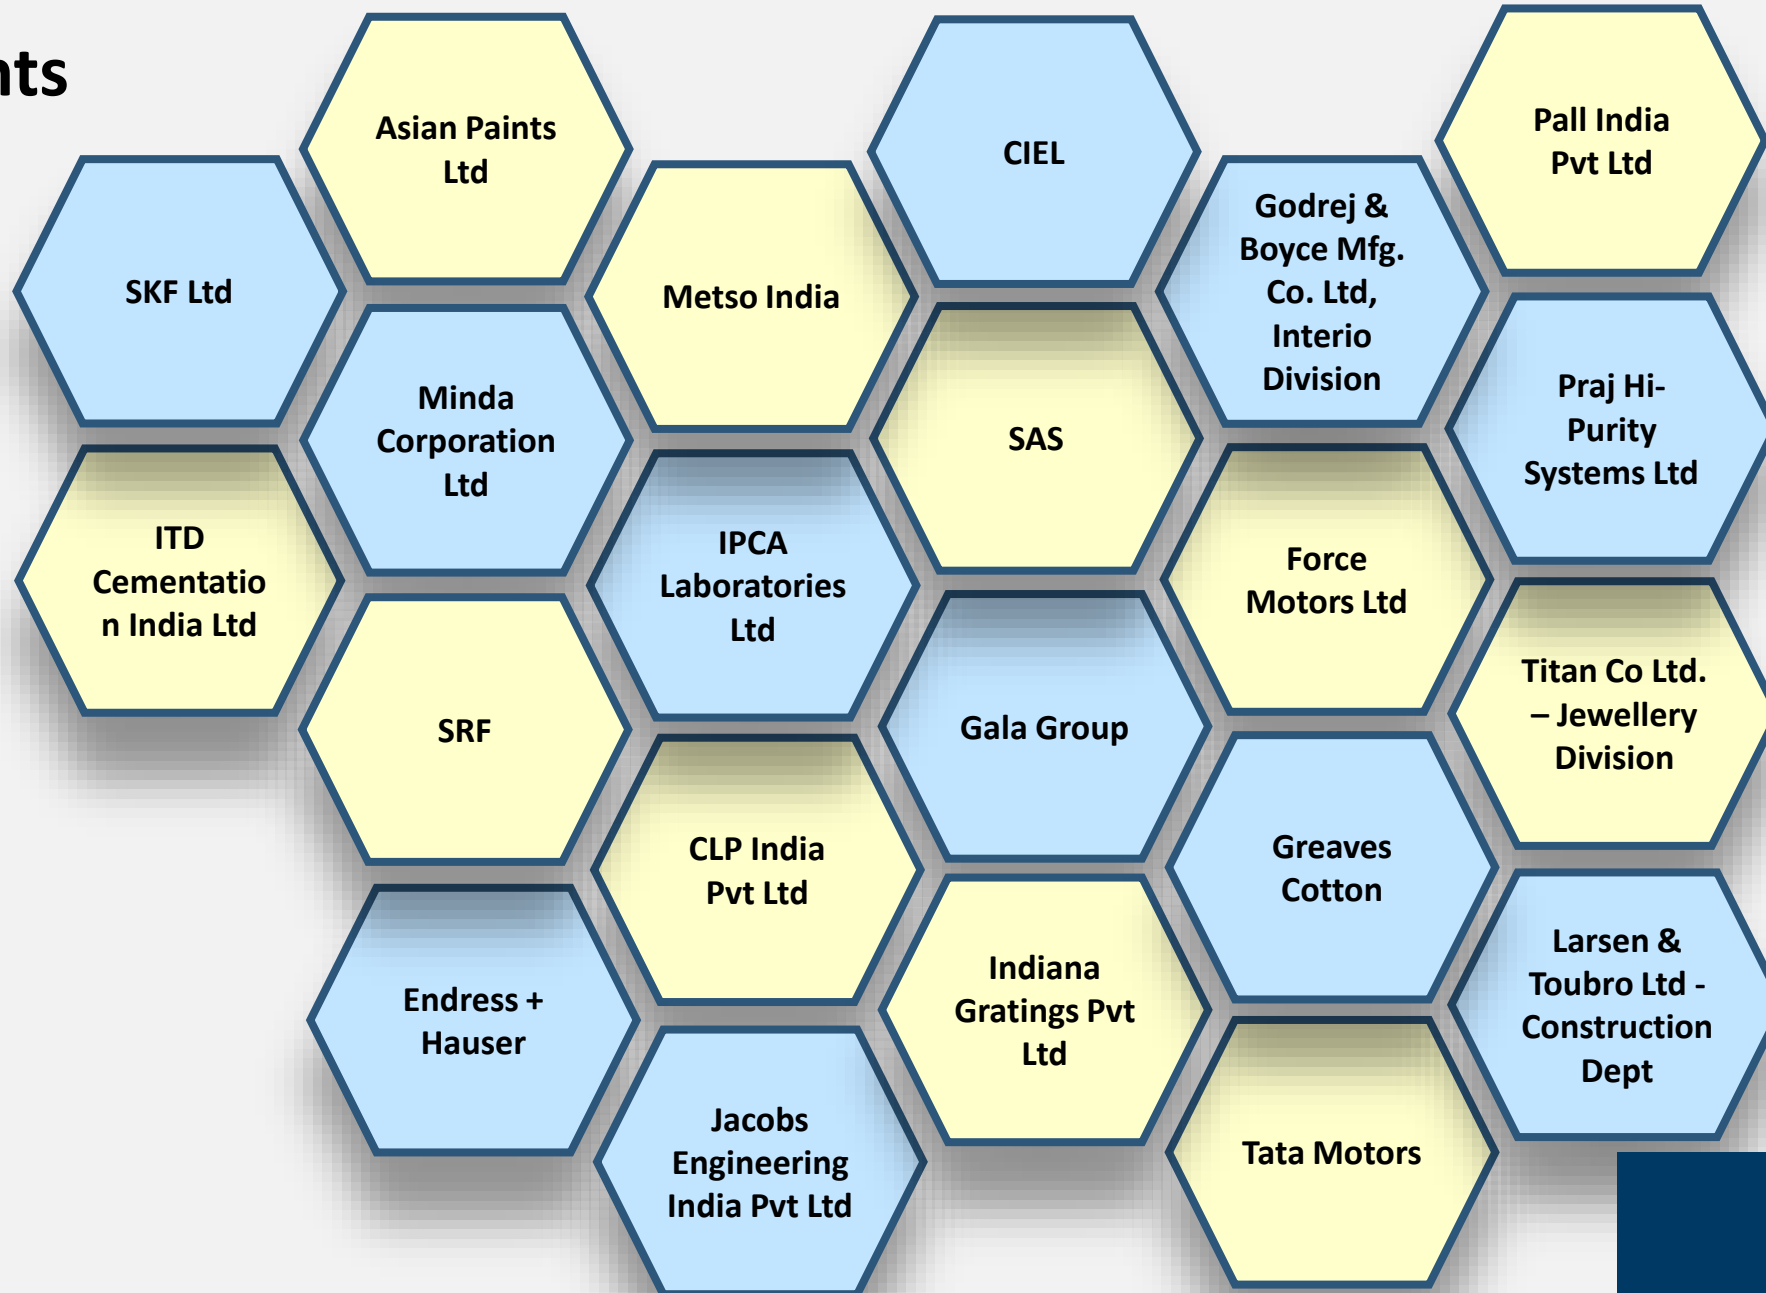 nts
Asian Paints
Ltd
CIEL
Pall India
Pvt Ltd
SKF Ltd
Metso India
Godrej &
Boyce Mfg.
Co. Ltd,
Interio
Division
Minda
Corporation
Ltd
SAS
Praj Hi-
Purity
Systems Ltd
ITD
Cementatio
n India Ltd
IPCA
Laboratories
Ltd
Force
Motors Ltd
SRF
Gala Group
Titan Co Ltd.
– Jewellery
Division
CLP India
Pvt Ltd
Greaves
Cotton
Endress +
Hauser
Indiana
Gratings Pvt
Ltd
Larsen &
Toubro Ltd -
Construction
Dept
Jacobs
Engineering
India Pvt Ltd
Tata Motors